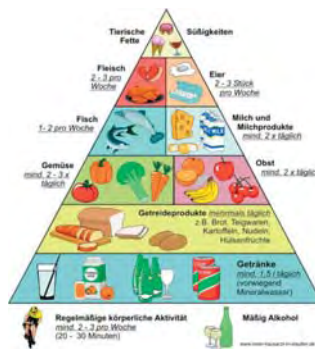 Tierische
Fette
Süßigkeiten
Fleisch
2 - 3 pro
Woche
Eier
2 - 3 Stück
pro Woche
Fisch
1- 2 pro Woche
Milch und
Milchprodukte
mind. 2 x täglich
Gemüse
mind. 2 - 3 x
täglich
Obst
mind. 2 x täglich
Getreideprodukte mehrmals täglich
z.B. Brot, Teigwaren,
Kartoffeln, Nudeln,
Hülsenfrüchte
Getränke
mind. 1,5 l täglich
(vorwiegend
Mineralwasser)
Regelmäßige körperliche Aktivität
mind. 2 - 3 pro Woche
(20 - 30 Minuten)
Mäßig Alkohol